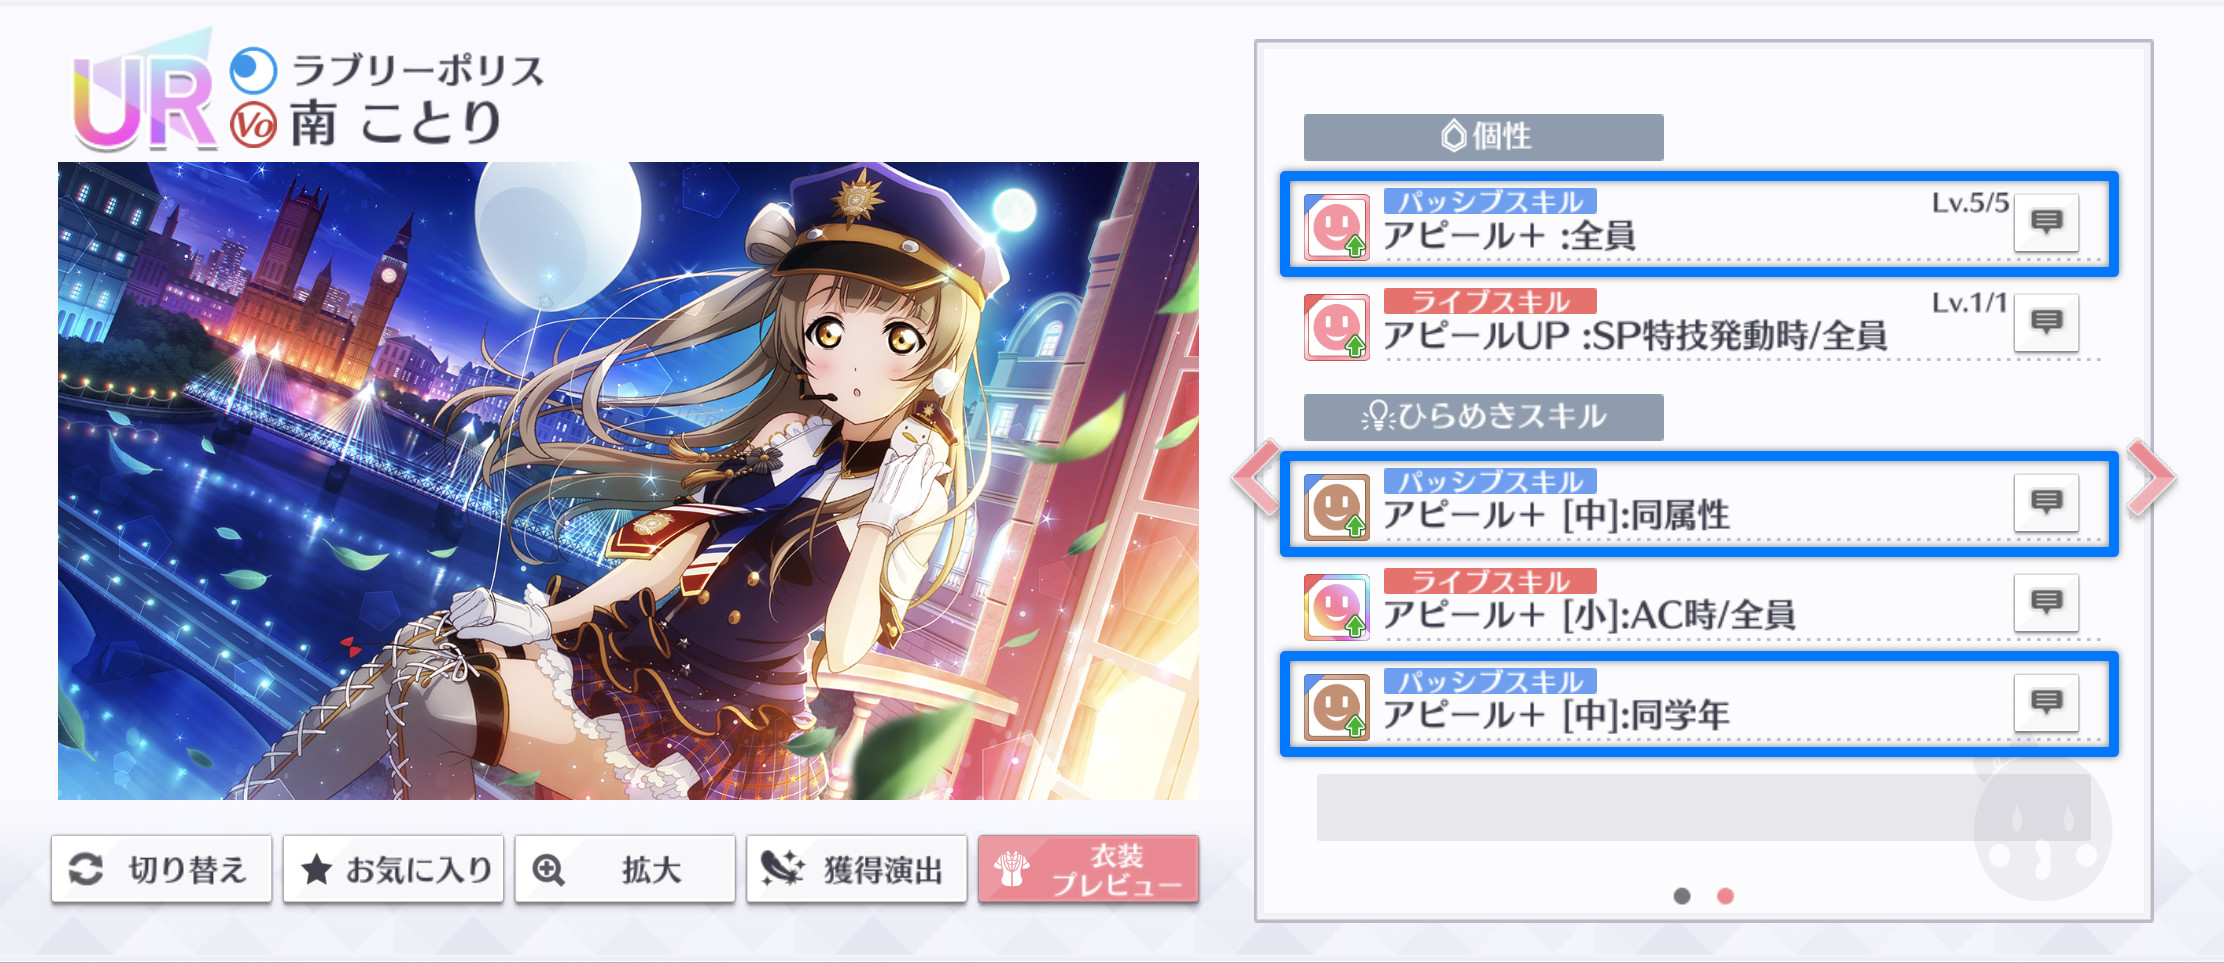 UR
ラブリーポリス
Vo 南 ことり
個性
パッシブスキル
アピール＋ :全員
Lv.5/5
ライブスキル
アピールUP :SP特技発動時/全員
Lv.1/1
ひらめきスキル
パッシブスキル
アピール＋ [中]:同属性
ライブスキル
アピール＋ [小]:AC時/全員
パッシブスキル
アピール＋ [中]:同学年
切り替え
お気に入り
拡大
獲得演出
衣装
プレビュー